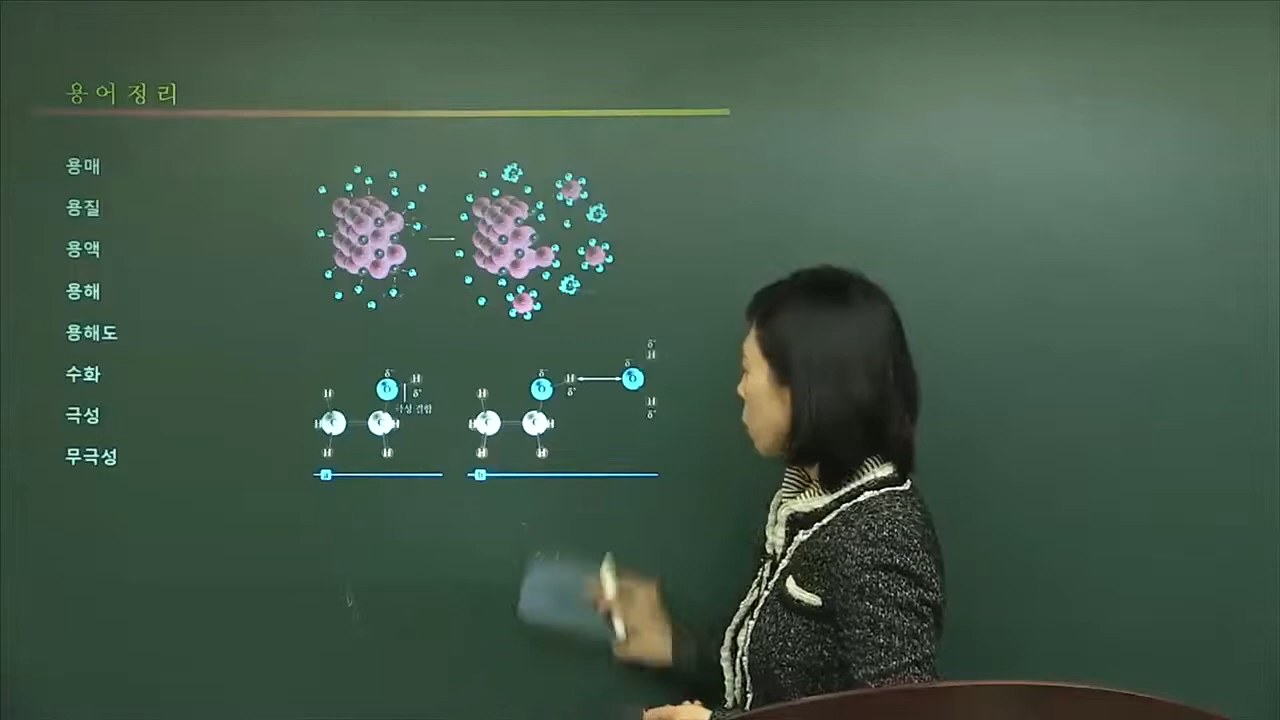 용어정리
용매
용질
용액
용해
용해도
수화
극성
무극성
δ⁻ H
H O δ⁺
극성 결합
H C C H
H H
a
δ⁺
H
δ⁻ δ⁻
H O H O
δ⁺
H C C H H
δ⁺
H H
b